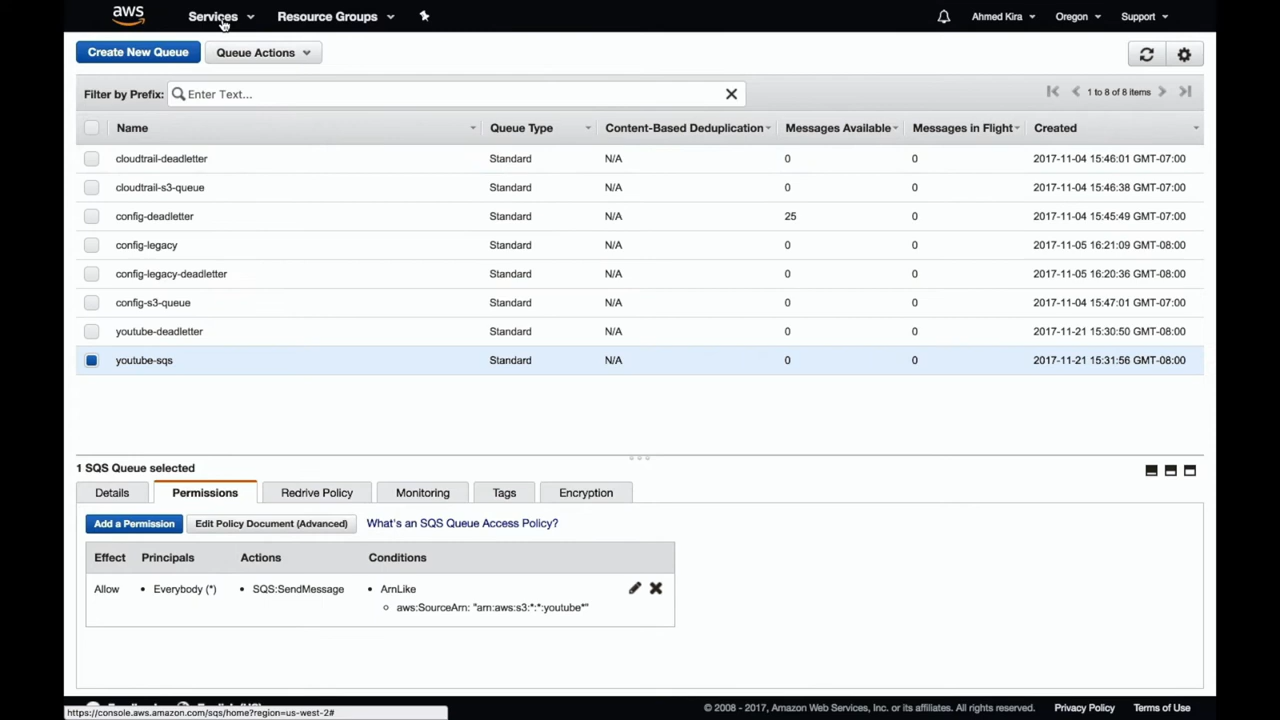 aws Services Resource Groups Ahmed Kira Oregon Support
Create New Queue Queue Actions
Filter by Prefix: Enter Text... 1 to 8 of 8 items
Name Queue Type Content-Based Deduplication Messages Available Messages in Flight Created
cloudtrail-deadletter Standard N/A 0 0 2017-11-04 15:46:01 GMT-07:00
cloudtrail-s3-queue Standard N/A 0 0 2017-11-04 15:46:38 GMT-07:00
config-deadletter Standard N/A 25 0 2017-11-04 15:45:49 GMT-07:00
config-legacy Standard N/A 0 0 2017-11-05 16:21:09 GMT-08:00
config-legacy-deadletter Standard N/A 0 0 2017-11-05 16:20:36 GMT-08:00
config-s3-queue Standard N/A 0 0 2017-11-04 15:47:01 GMT-07:00
youtube-deadletter Standard N/A 0 0 2017-11-21 15:30:50 GMT-08:00
youtube-sqs Standard N/A 0 0 2017-11-21 15:31:56 GMT-08:00
1 SQS Queue selected
Details Permissions Redrive Policy Monitoring Tags Encryption
Add a Permission Edit Policy Document (Advanced) What's an SQS Queue Access Policy?
Effect Principals Actions Conditions
Allow • Everybody (*) • SQS:SendMessage • ArnLike
aws:SourceArn: "arn:aws:s3:*:*:youtube*"
© 2008 - 2017, Amazon Web Services, Inc. or its affiliates. All rights reserved. Privacy Policy Terms of Use
https://console.aws.amazon.com/sqs/home?region=us-west-2#